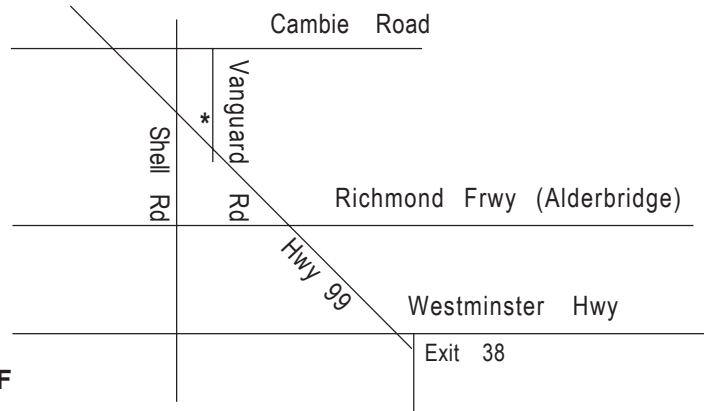 Cambie Road
Vanguard Rd
*
Shell Rd
Richmond Frwy (Alderbridge)
Hwy 99
Westminster Hwy
Exit 38
F